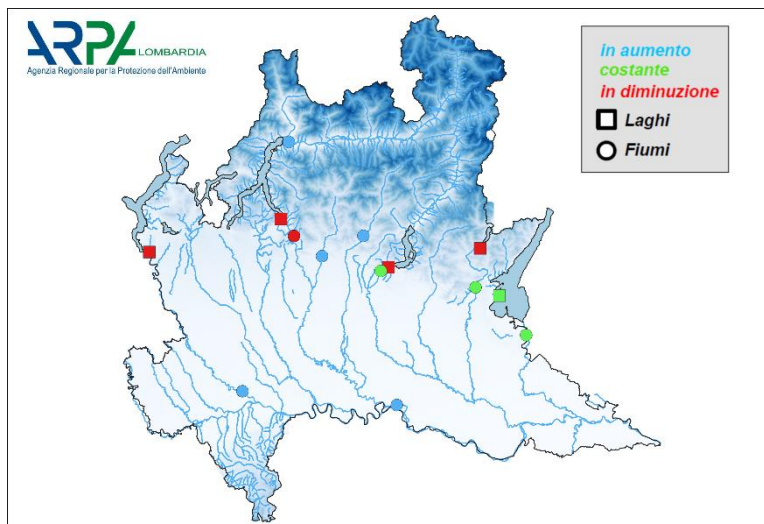 ARPA LOMBARDIA
Agenzia Regionale per la Protezione dell'Ambiente
in aumento
costante
in diminuzione
Laghi
Fiumi